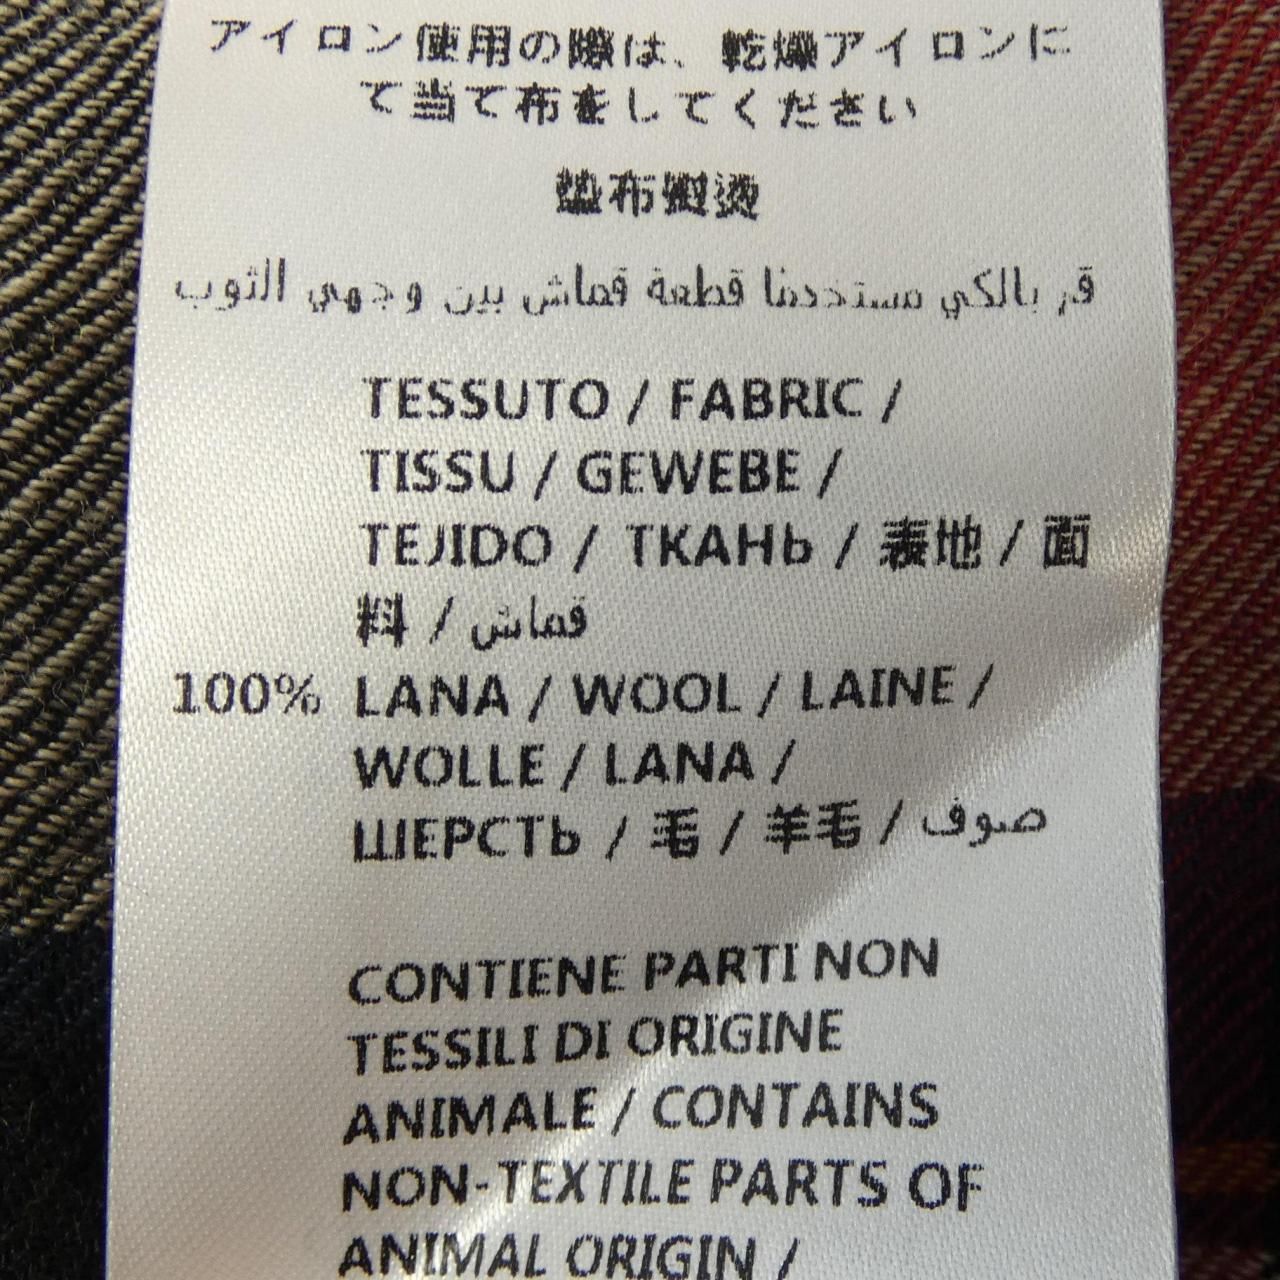 アイロン使用の際は、乾燥アイロンに
て当て布をしてください
垫布熨烫
قم بالكي مستخدمًا قطعة قماش بين وجهي الثوب
TESSUTO / FABRIC /
TISSU / GEWEBE /
TEJIDO / ТКАНЬ / 表地 / 面
料 / قماش
100% LANA / WOOL / LAINE /
WOLLE / LANA /
ШЕРСТЬ / 毛 / 羊毛 / صوف
CONTIENE PARTI NON
TESSILI DI ORIGINE
ANIMALE / CONTAINS
NON-TEXTILE PARTS OF
ANIMAL ORIGIN /